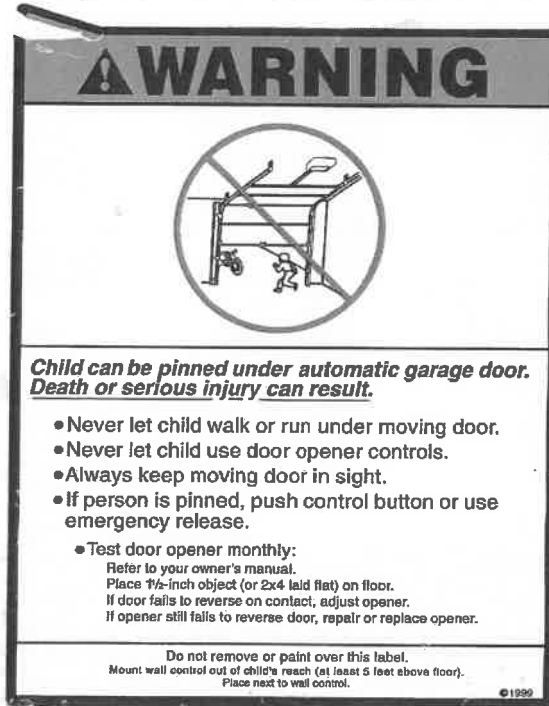 WARNING
Child can be pinned under automatic garage door.
Death or serious injury can result.
● Never let child walk or run under moving door.
● Never let child use door opener controls.
● Always keep moving door in sight.
● If person is pinned, push control button or use
emergency release.
● Test door opener monthly:
Refer to your owner's manual.
Place 1½-inch object (or 2x4 laid flat) on floor.
If door fails to reverse on contact, adjust opener.
If opener still fails to reverse door, repair or replace opener.
Do not remove or paint over this label.
Mount wall control out of child's reach (at least 5 feet above floor).
Place next to wall control.
©1999